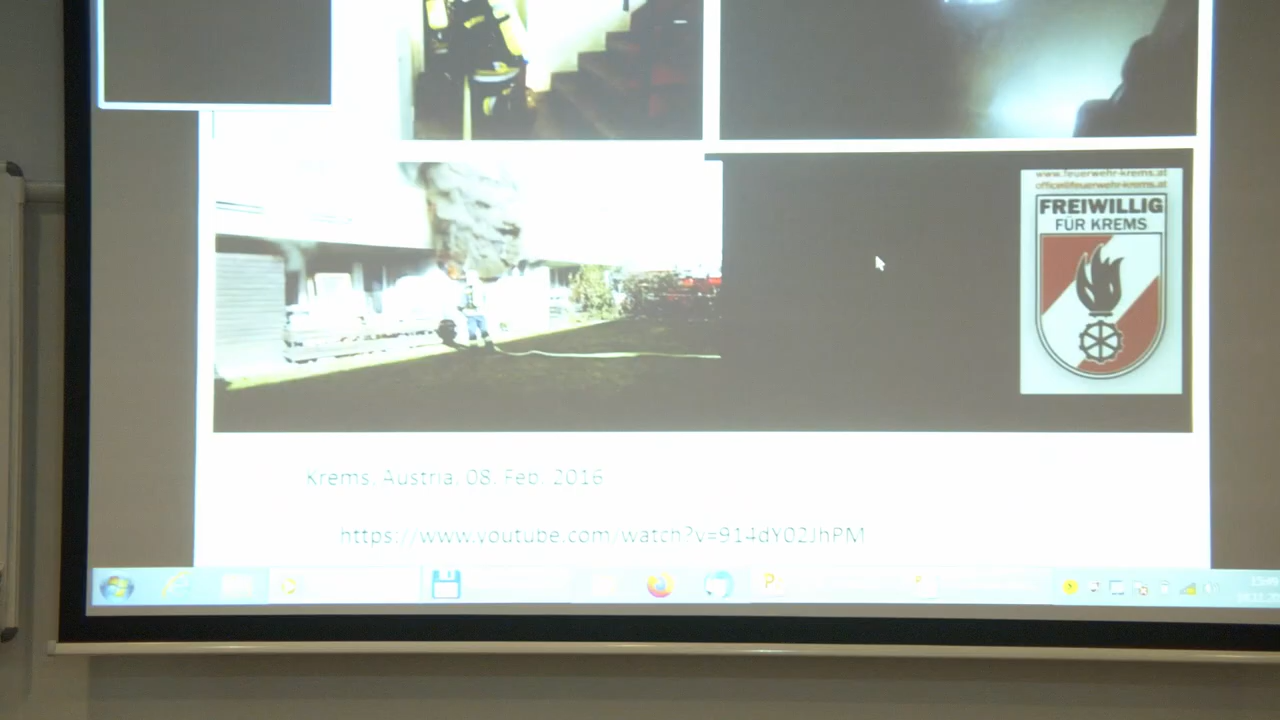 www.feuerwehr-krems.at
office@feuerwehr-krems.at
FREIWILLIG
FÜR KREMS
Krems, Austria, 08. Feb. 2016
https://www.youtube.com/watch?v=914dY02JhPM